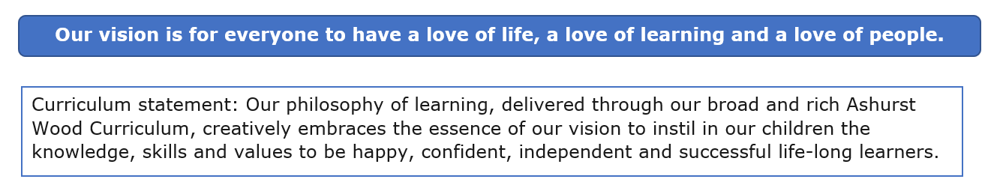 Our vision is for everyone to have a love of life, a love of learning and a love of people.
Curriculum statement: Our philosophy of learning, delivered through our broad and rich Ashurst
Wood Curriculum, creatively embraces the essence of our vision to instil in our children the
knowledge, skills and values to be happy, confident, independent and successful life-long learners.